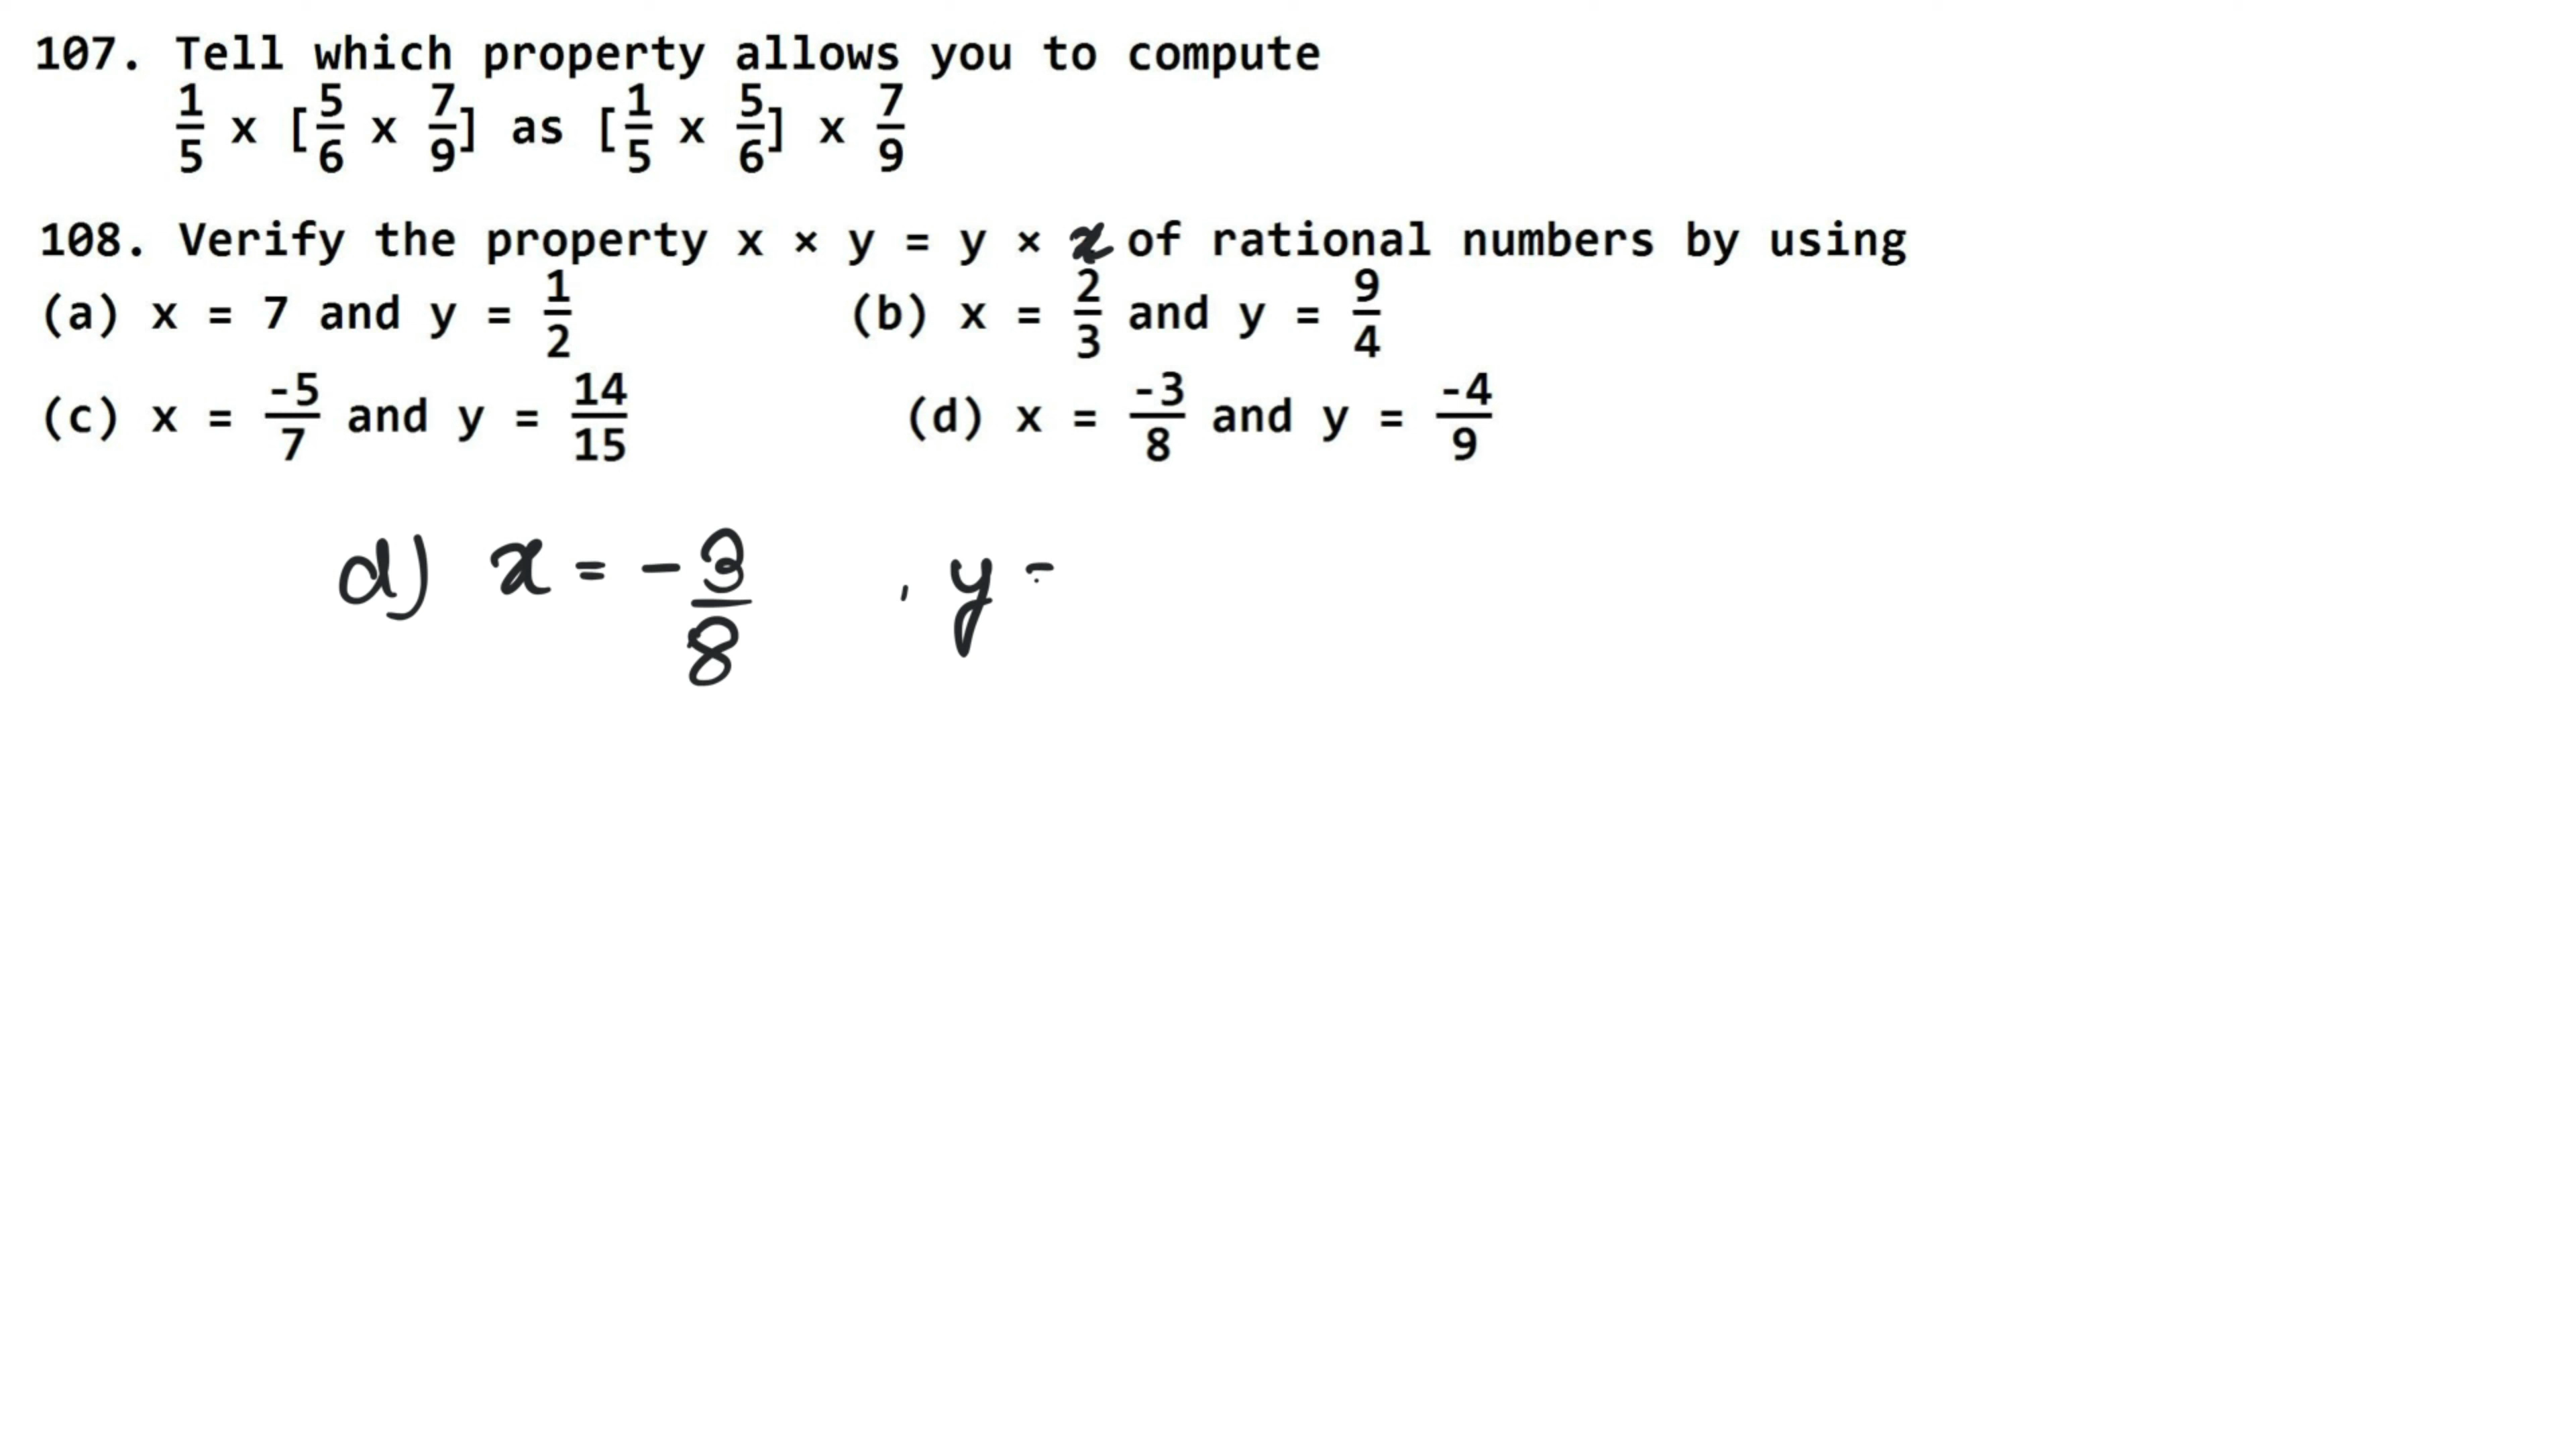 107. Tell which property allows you to compute
1/5 x [5/6 x 7/9] as [1/5 x 5/6] x 7/9
108. Verify the property x × y = y × x of rational numbers by using
(a) x = 7 and y = 1/2 (b) x = 2/3 and y = 9/4
(c) x = -5/7 and y = 14/15 (d) x = -3/8 and y = -4/9
d) x = -3/8 , y =